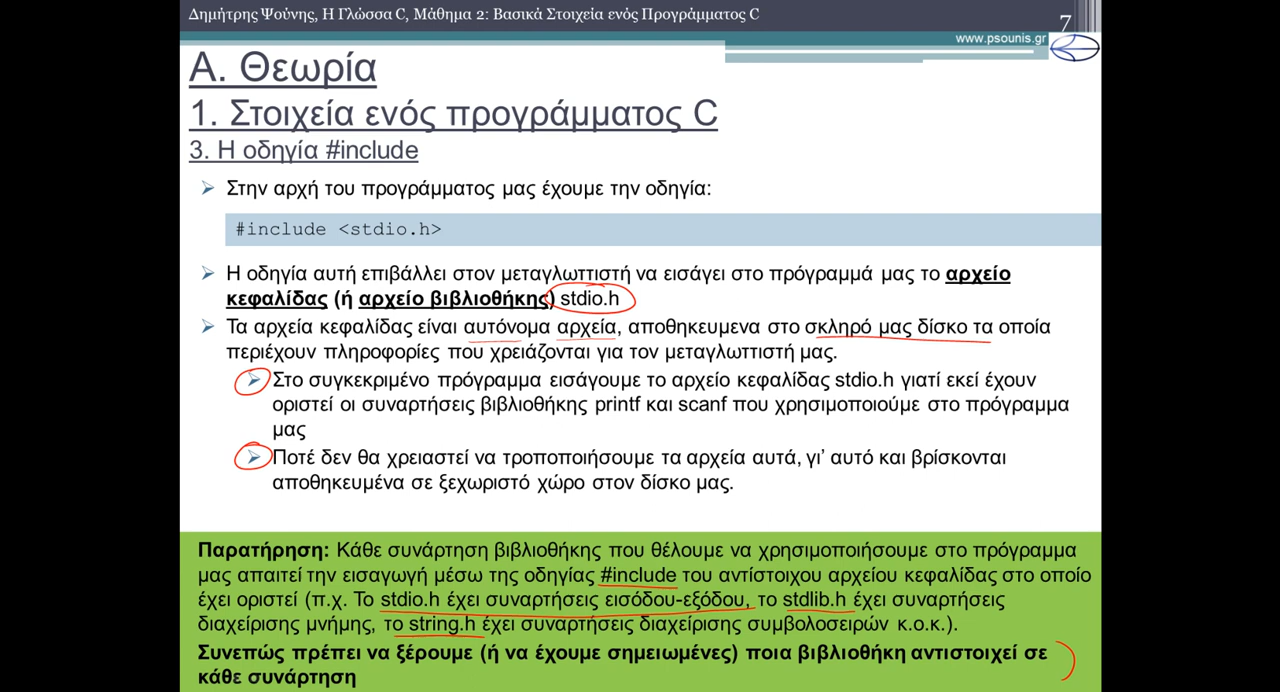 Δημήτρης Ψούνης, Η Γλώσσα C, Μάθημα 2: Βασικά Στοιχεία ενός Προγράμματος C
7
www.psounis.gr
Α. Θεωρία
1. Στοιχεία ενός προγράμματος C
3. Η οδηγία #include
Στην αρχή του προγράμματος μας έχουμε την οδηγία:
#include <stdio.h>
Η οδηγία αυτή επιβάλλει στον μεταγλωττιστή να εισάγει στο πρόγραμμά μας το αρχείο
κεφαλίδας (ή αρχείο βιβλιοθήκης) stdio.h
Τα αρχεία κεφαλίδας είναι αυτόνομα αρχεία, αποθηκευμενα στο σκληρό μας δίσκο τα οποία
περιέχουν πληροφορίες που χρειάζονται για τον μεταγλωττιστή μας.
Στο συγκεκριμένο πρόγραμμα εισάγουμε το αρχείο κεφαλίδας stdio.h γιατί εκεί έχουν
οριστεί οι συναρτήσεις βιβλιοθήκης printf και scanf που χρησιμοποιούμε στο πρόγραμμα
μας
Ποτέ δεν θα χρειαστεί να τροποποιήσουμε τα αρχεία αυτά, γι’ αυτό και βρίσκονται
αποθηκευμένα σε ξεχωριστό χώρο στον δίσκο μας.
Παρατήρηση: Κάθε συνάρτηση βιβλιοθήκης που θέλουμε να χρησιμοποιήσουμε στο πρόγραμμα
μας απαιτεί την εισαγωγή μέσω της οδηγίας #include του αντίστοιχου αρχείου κεφαλίδας στο οποίο
έχει οριστεί (π.χ. Το stdio.h έχει συναρτήσεις εισόδου-εξόδου, το stdlib.h έχει συναρτήσεις
διαχείρισης μνήμης, το string.h έχει συναρτήσεις διαχείρισης συμβολοσειρών κ.ο.κ.).
Συνεπώς πρέπει να ξέρουμε (ή να έχουμε σημειωμένες) ποια βιβλιοθήκη αντιστοιχεί σε
κάθε συνάρτηση